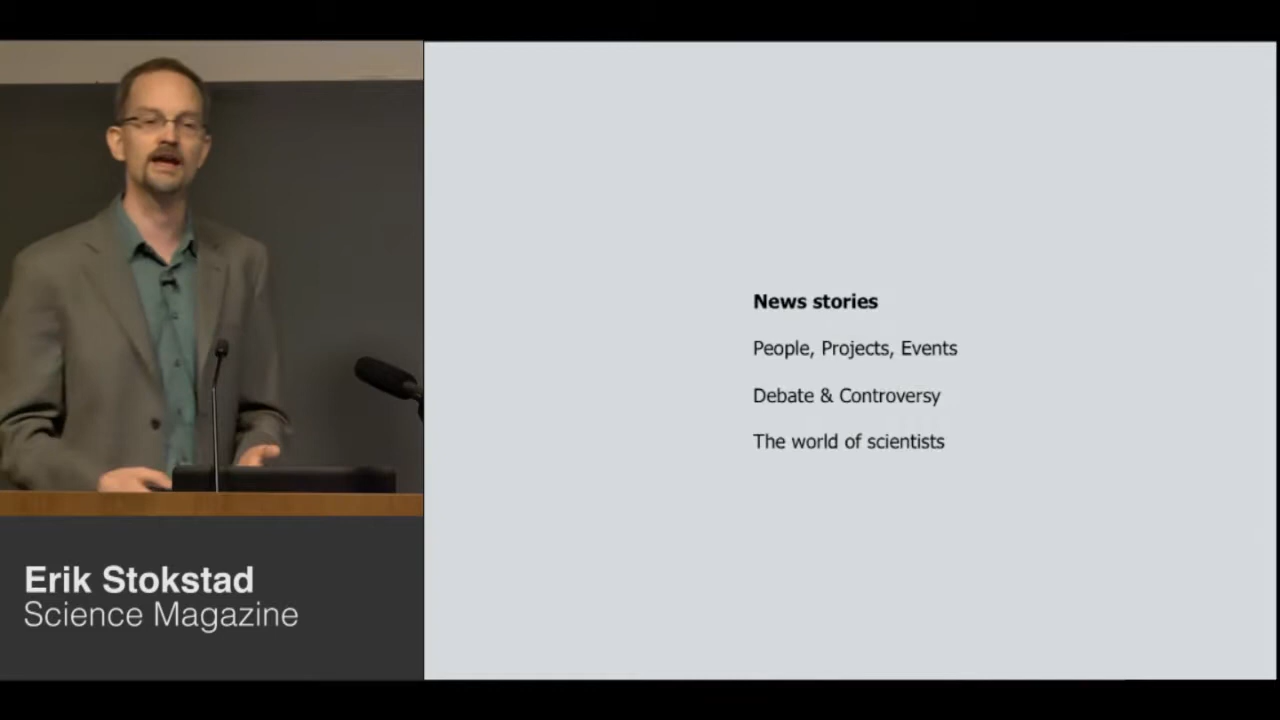 News stories
People, Projects, Events
Debate & Controversy
The world of scientists
Erik Stokstad
Science Magazine